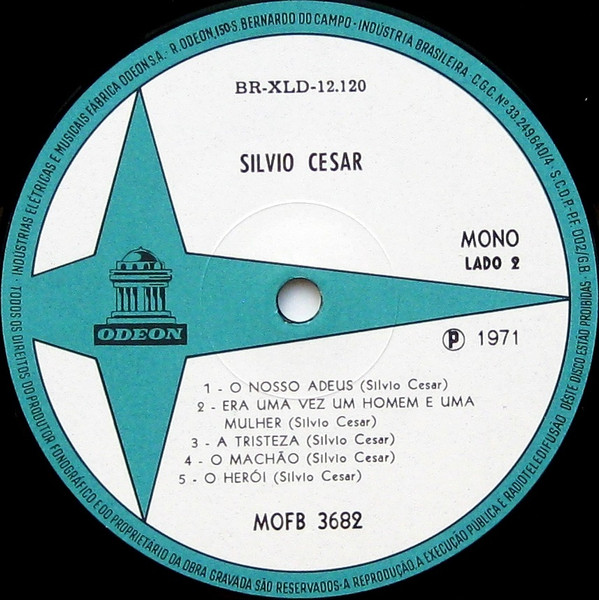 INDÚSTRIAS ELÉTRICAS E MUSICAIS FÁBRICA ODEON S.A. · R. ODEON, 150-S. BERNARDO DO CAMPO - INDÚSTRIA BRASILEIRA · C.G.C. Nº 33.249.640/4 · S.C.D.P.-P.F. 002/G.B.
BR-XLD-12.120
SILVIO CESAR
MONO
LADO 2
ODEON
P 1971
1 - O NOSSO ADEUS (Silvio Cesar)
2 - ERA UMA VEZ UM HOMEM E UMA
MULHER (Silvio Cesar)
3 - A TRISTEZA (Silvio Cesar)
4 - O MACHÃO (Silvio Cesar)
5 - O HERÓI (Silvio Cesar)
MOFB 3682
TODOS OS DIREITOS DO PRODUTOR FONOGRÁFICO E DO PROPRIETÁRIO DA OBRA GRAVADA SÃO RESERVADOS-A REPRODUÇÃO, A EXECUÇÃO PÚBLICA E RADIOTELEDIFUSÃO DESTE DISCO ESTÃO PROIBIDAS